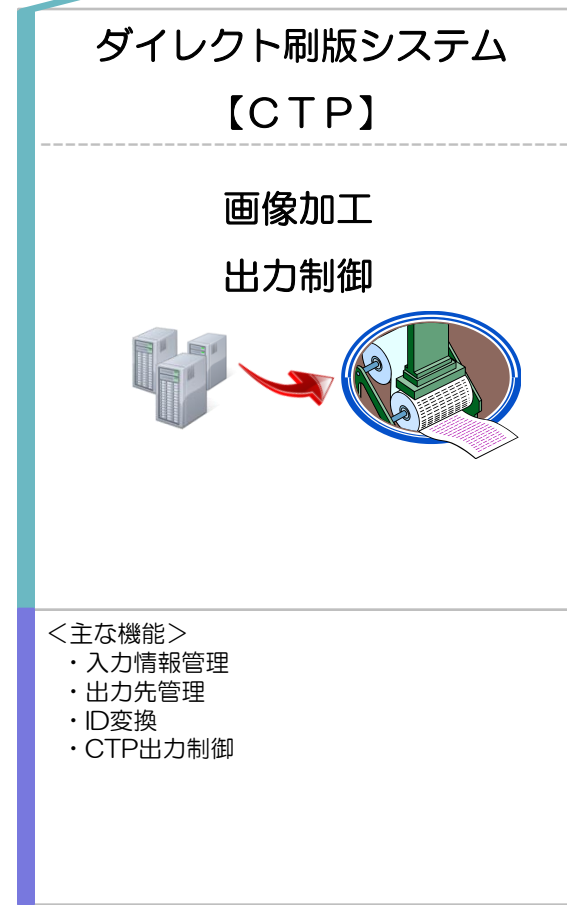 ダイレクト刷版システム
【ＣＴＰ】
画像加工
出力制御
＜主な機能＞
・入力情報管理
・出力先管理
・ID変換
・CTP出力制御